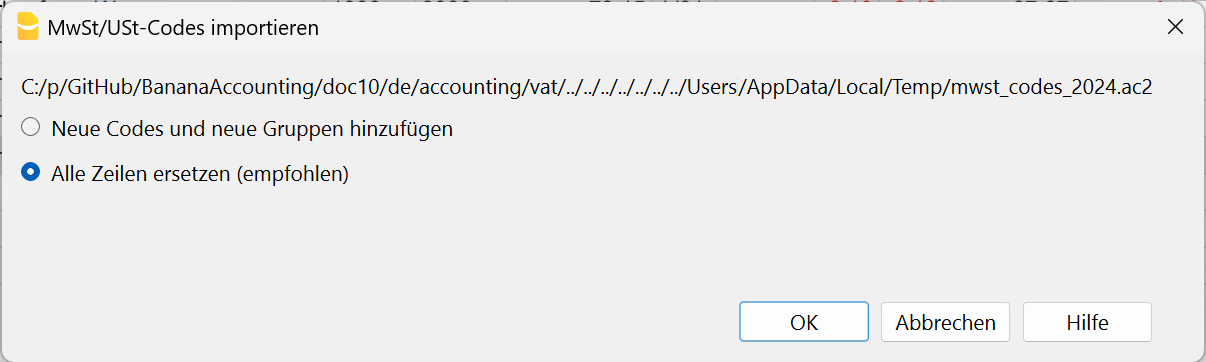 MwSt/USt-Codes importieren
C:/p/GitHub/BananaAccounting/doc10/de/accounting/vat/../../../../../../../Users/AppData/Local/Temp/mwst_codes_2024.ac2
Neue Codes und neue Gruppen hinzufügen
Alle Zeilen ersetzen (empfohlen)
OK Abbrechen Hilfe